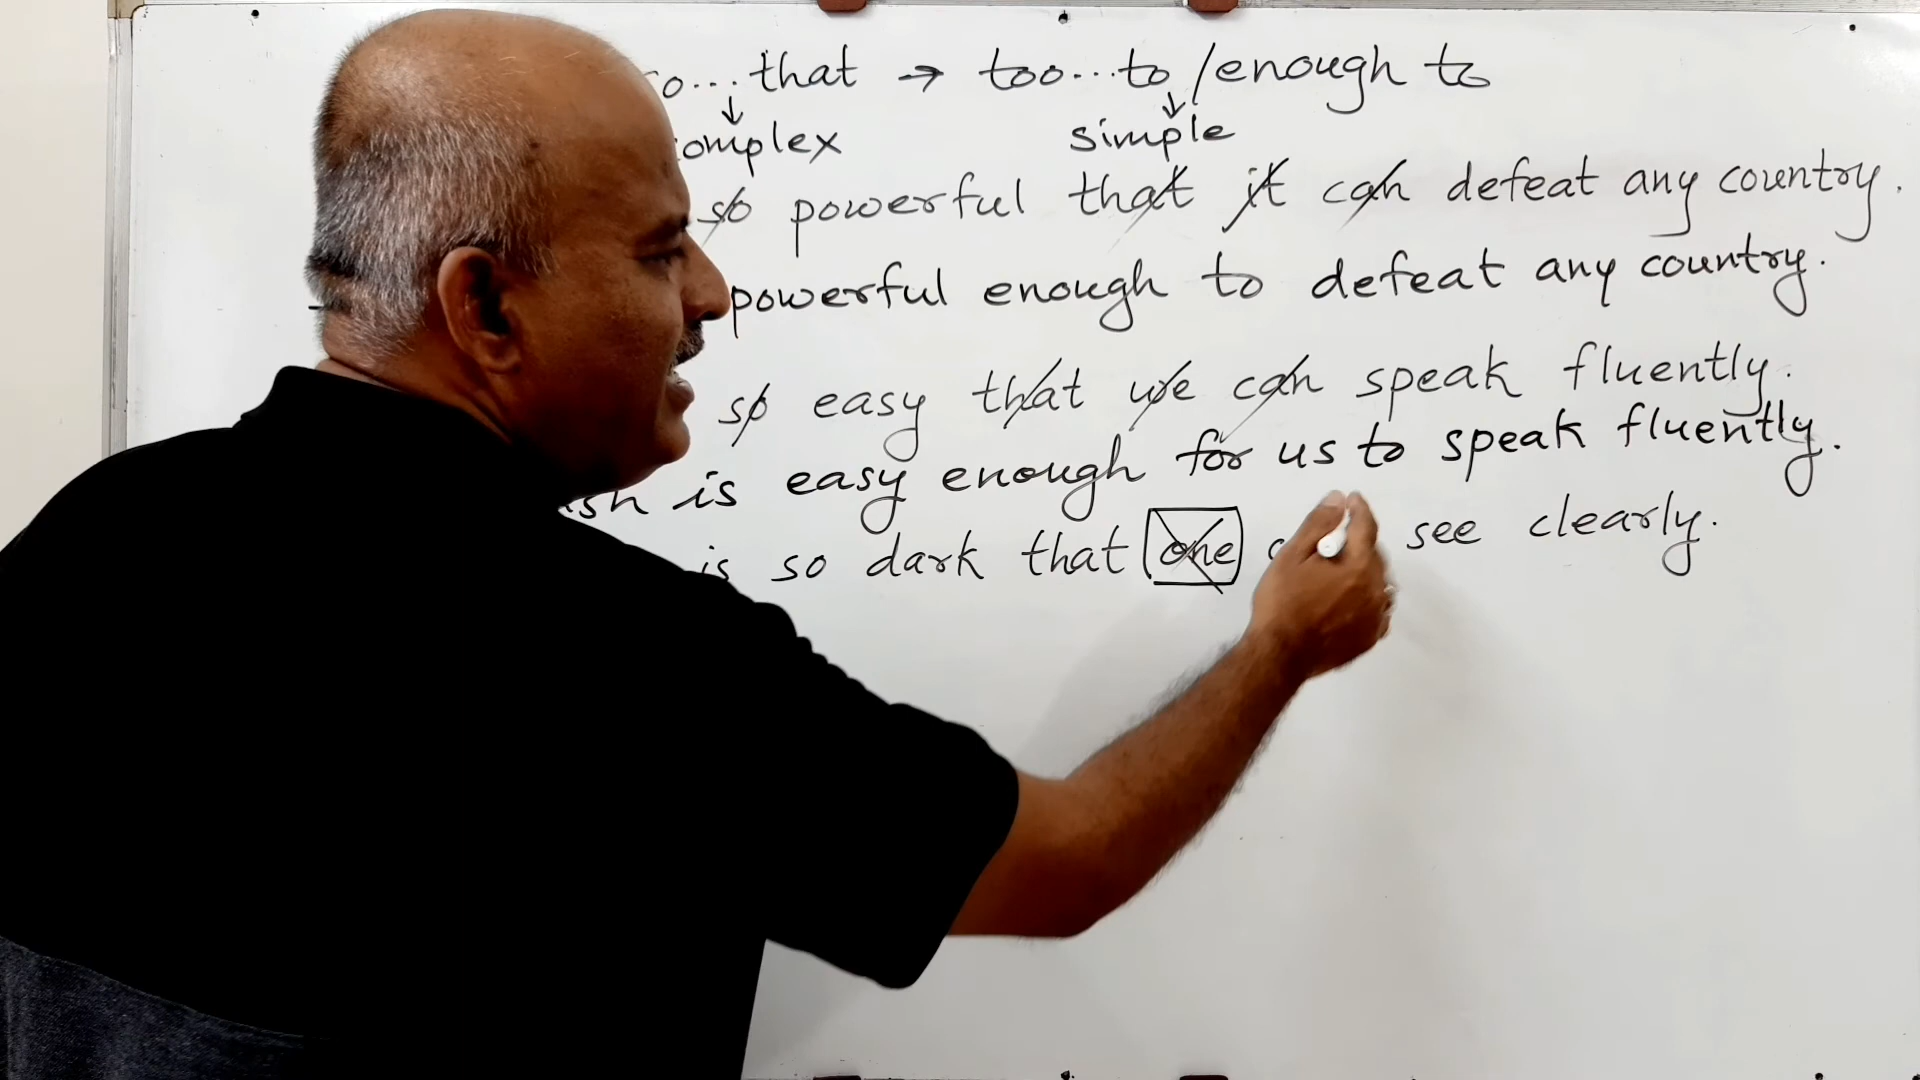 so...that → too...to / enough to
↓ ↓
complex simple
so powerful that it can defeat any country.
powerful enough to defeat any country.
so easy that we can speak fluently.
is easy enough for us to speak fluently.
is so dark that one see clearly.